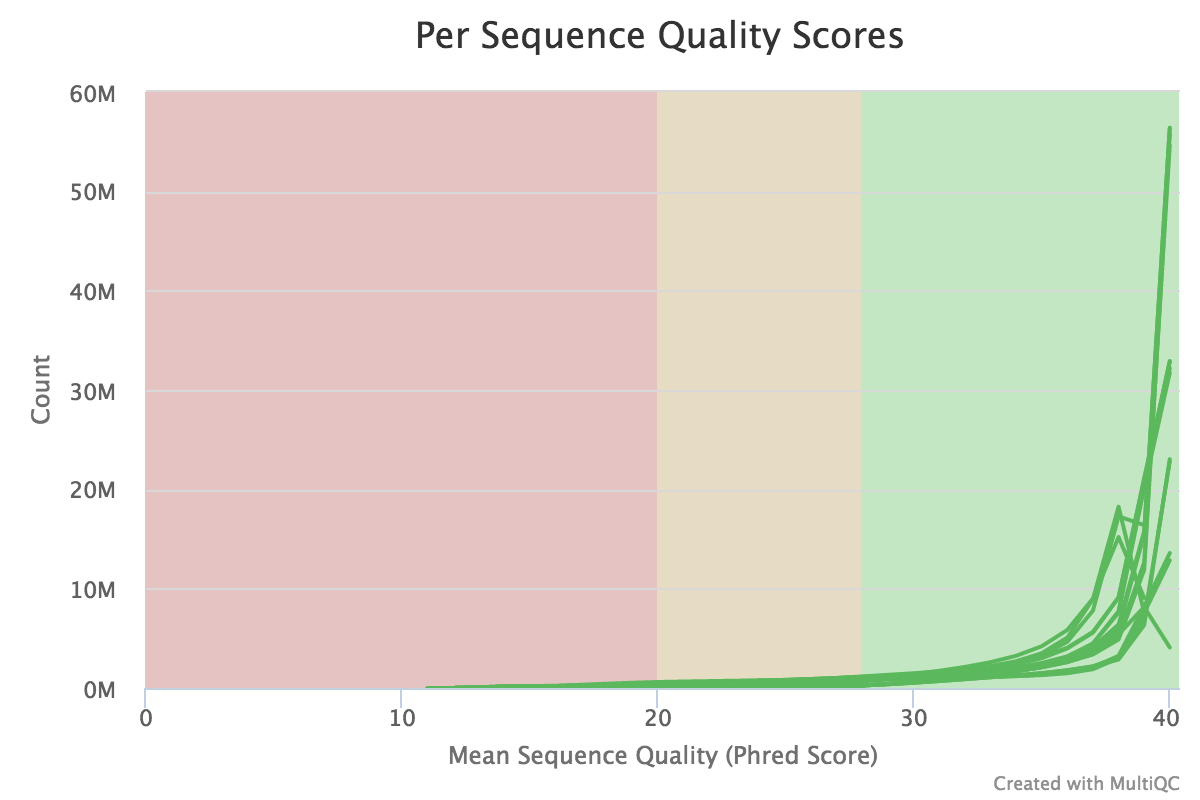 Per Sequence Quality Scores
60M
50M
40M
30M
20M
10M
0M
Count
0 10 20 30 40
Mean Sequence Quality (Phred Score)
Created with MultiQC